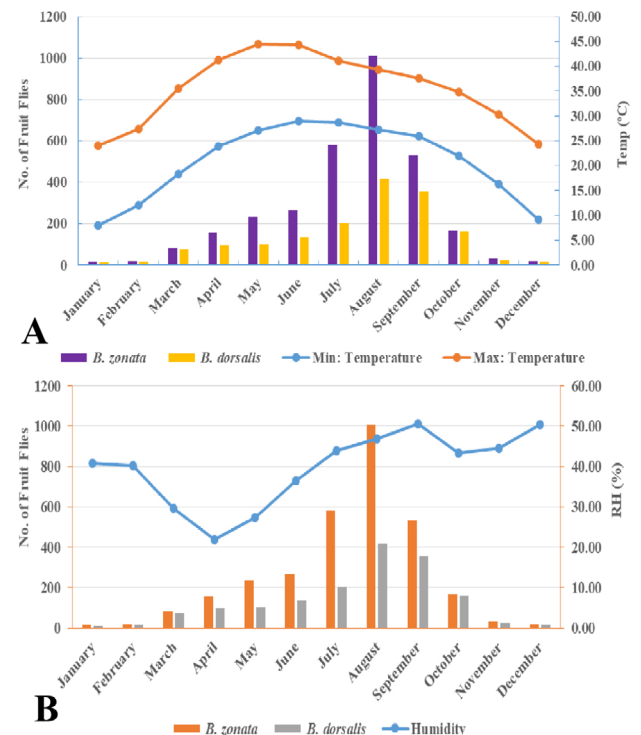 1200
1000
800
600
400
200
0
No. of Fruit Flies
50.00
45.00
40.00
35.00
30.00
25.00
20.00
15.00
10.00
5.00
0.00
Temp (°C)
January
February
March
April
May
June
July
August
September
October
November
December
A
B. zonata B. dorsalis Min: Temperature Max: Temperature
1200
1000
800
600
400
200
0
No. of Fruit Flies
60.00
50.00
40.00
30.00
20.00
10.00
0.00
RH (%)
January
February
March
April
May
June
July
August
September
October
November
December
B
B. zonata B. dorsalis Humidity